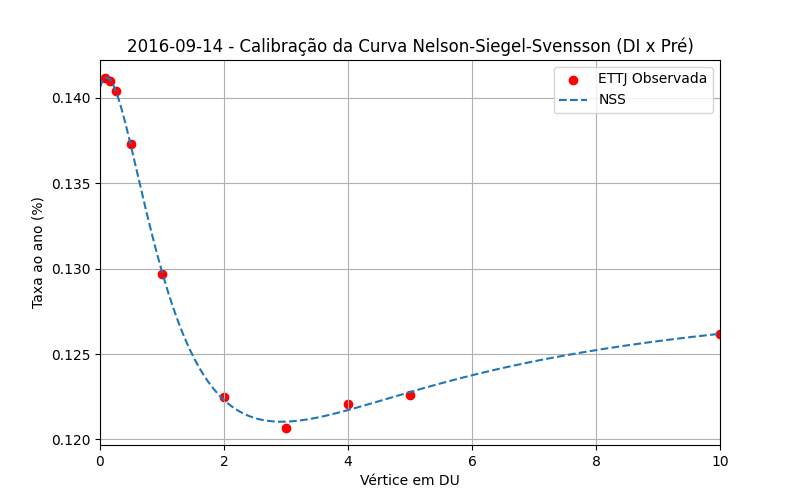 2016-09-14 - Calibração da Curva Nelson-Siegel-Svensson (DI x Pré)
ETTJ Observada
NSS
0.140
0.135
0.130
0.125
0.120
Taxa ao ano (%)
0 2 4 6 8 10
Vértice em DU